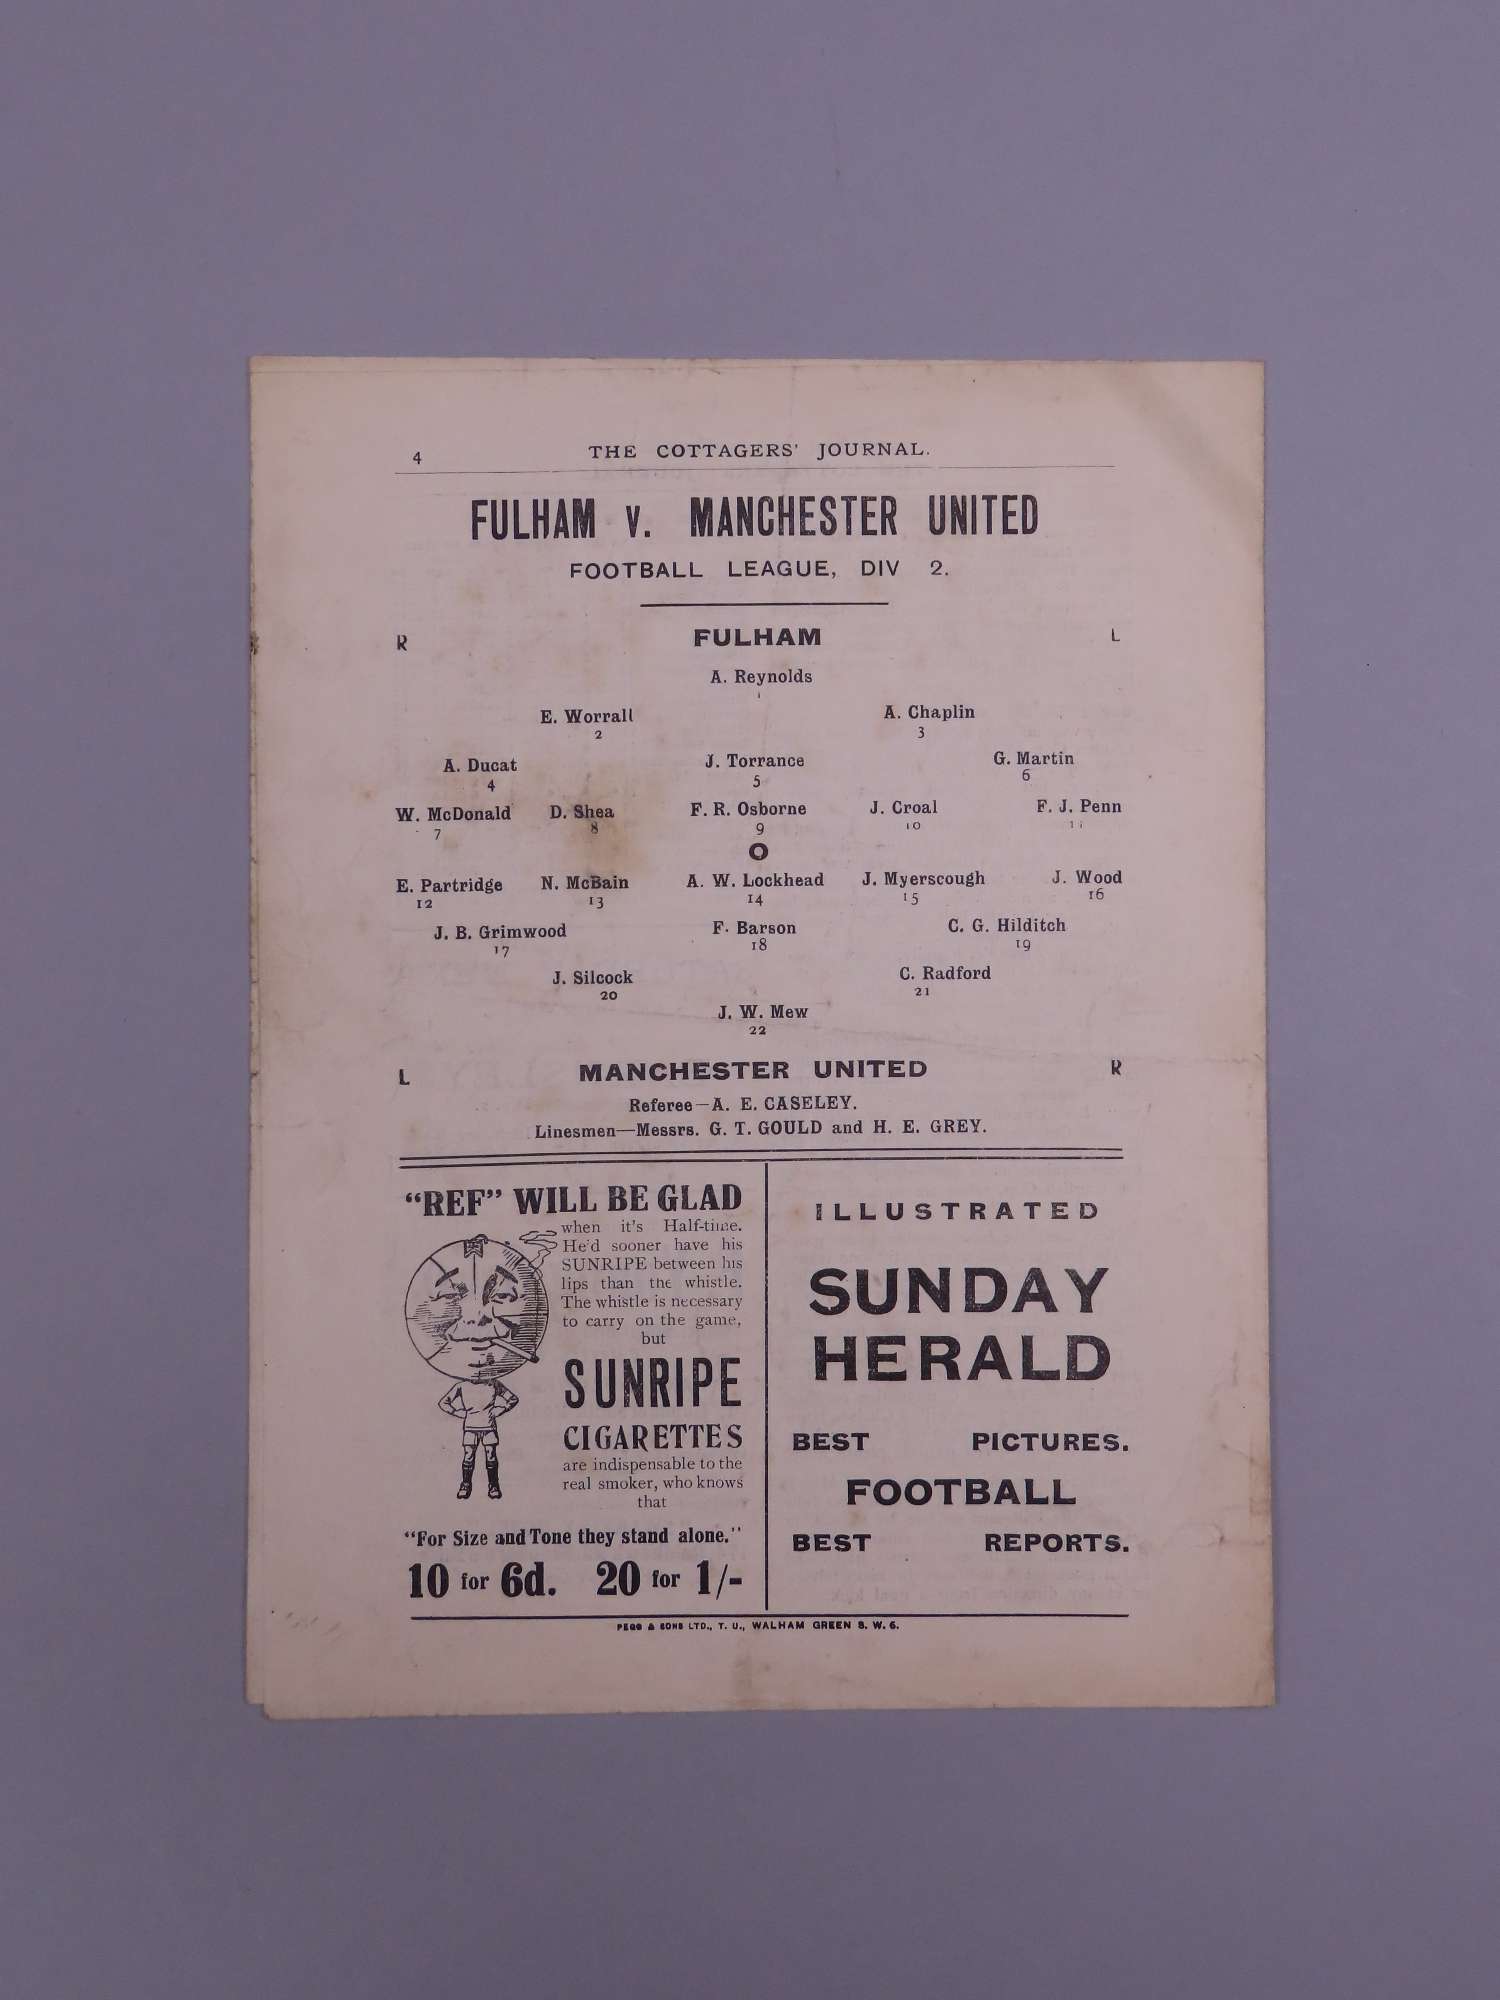 4
THE COTTAGERS' JOURNAL.
FULHAM v. MANCHESTER UNITED
FOOTBALL LEAGUE, DIV 2.
R FULHAM L
A. Reynolds
1
E. Worrall A. Chaplin
2 3
A. Ducat J. Torrance G. Martin
4 5 6
W. McDonald D. Shea F. R. Osborne J. Croal F. J. Penn
7 8 9 10 11
O
E. Partridge N. McBain A. W. Lockhead J. Myerscough J. Wood
12 13 14 15 16
J. B. Grimwood F. Barson C. G. Hilditch
17 18 19
J. Silcock C. Radford
20 21
J. W. Mew
22
L MANCHESTER UNITED R
Referee—A. E. CASELEY.
Linesmen—Messrs. G. T. GOULD and H. E. GREY.
"REF" WILL BE GLAD
when it's Half-time.
He'd sooner have his
SUNRIPE between his
lips than the whistle.
The whistle is necessary
to carry on the game,
but
SUNRIPE
CIGARETTES
are indispensable to the
real smoker, who knows
that
"For Size and Tone they stand alone."
10 for 6d. 20 for 1/-
ILLUSTRATED
SUNDAY
HERALD
BEST PICTURES.
FOOTBALL
BEST REPORTS.
PEGG & SONS LTD., T. U., WALHAM GREEN S. W. 6.